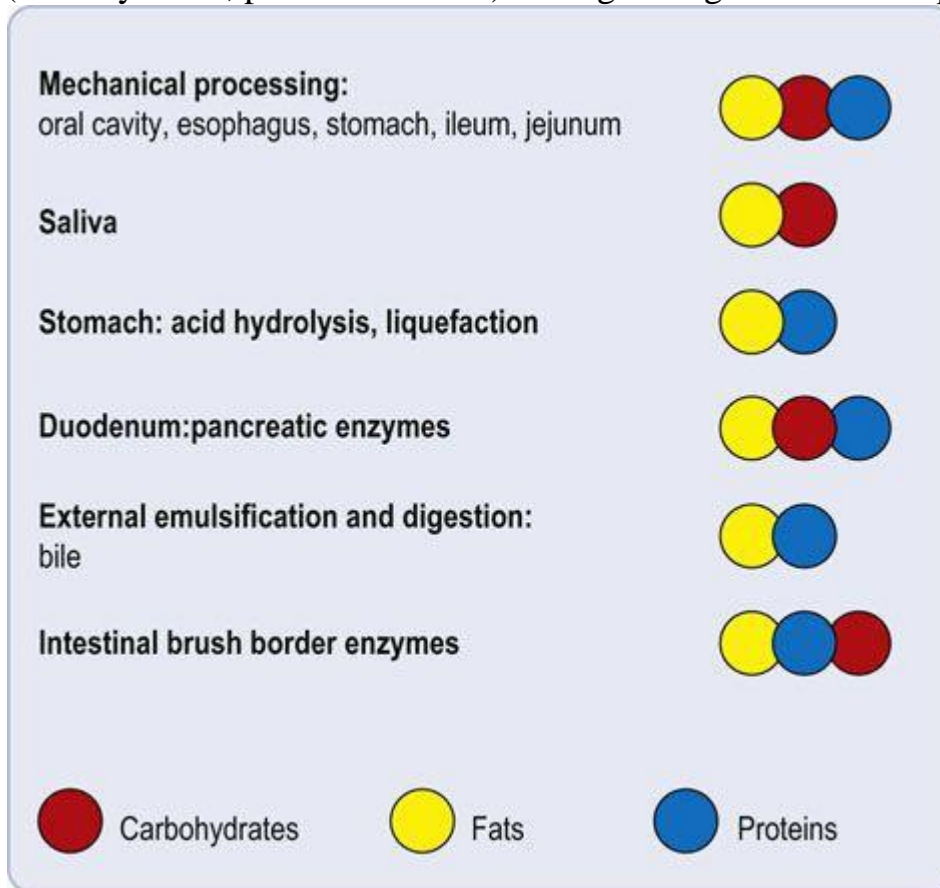 Mechanical processing:
oral cavity, esophagus, stomach, ileum, jejunum
Saliva
Stomach: acid hydrolysis, liquefaction
Duodenum:pancreatic enzymes
External emulsification and digestion:
bile
Intestinal brush border enzymes
Carbohydrates
Fats
Proteins